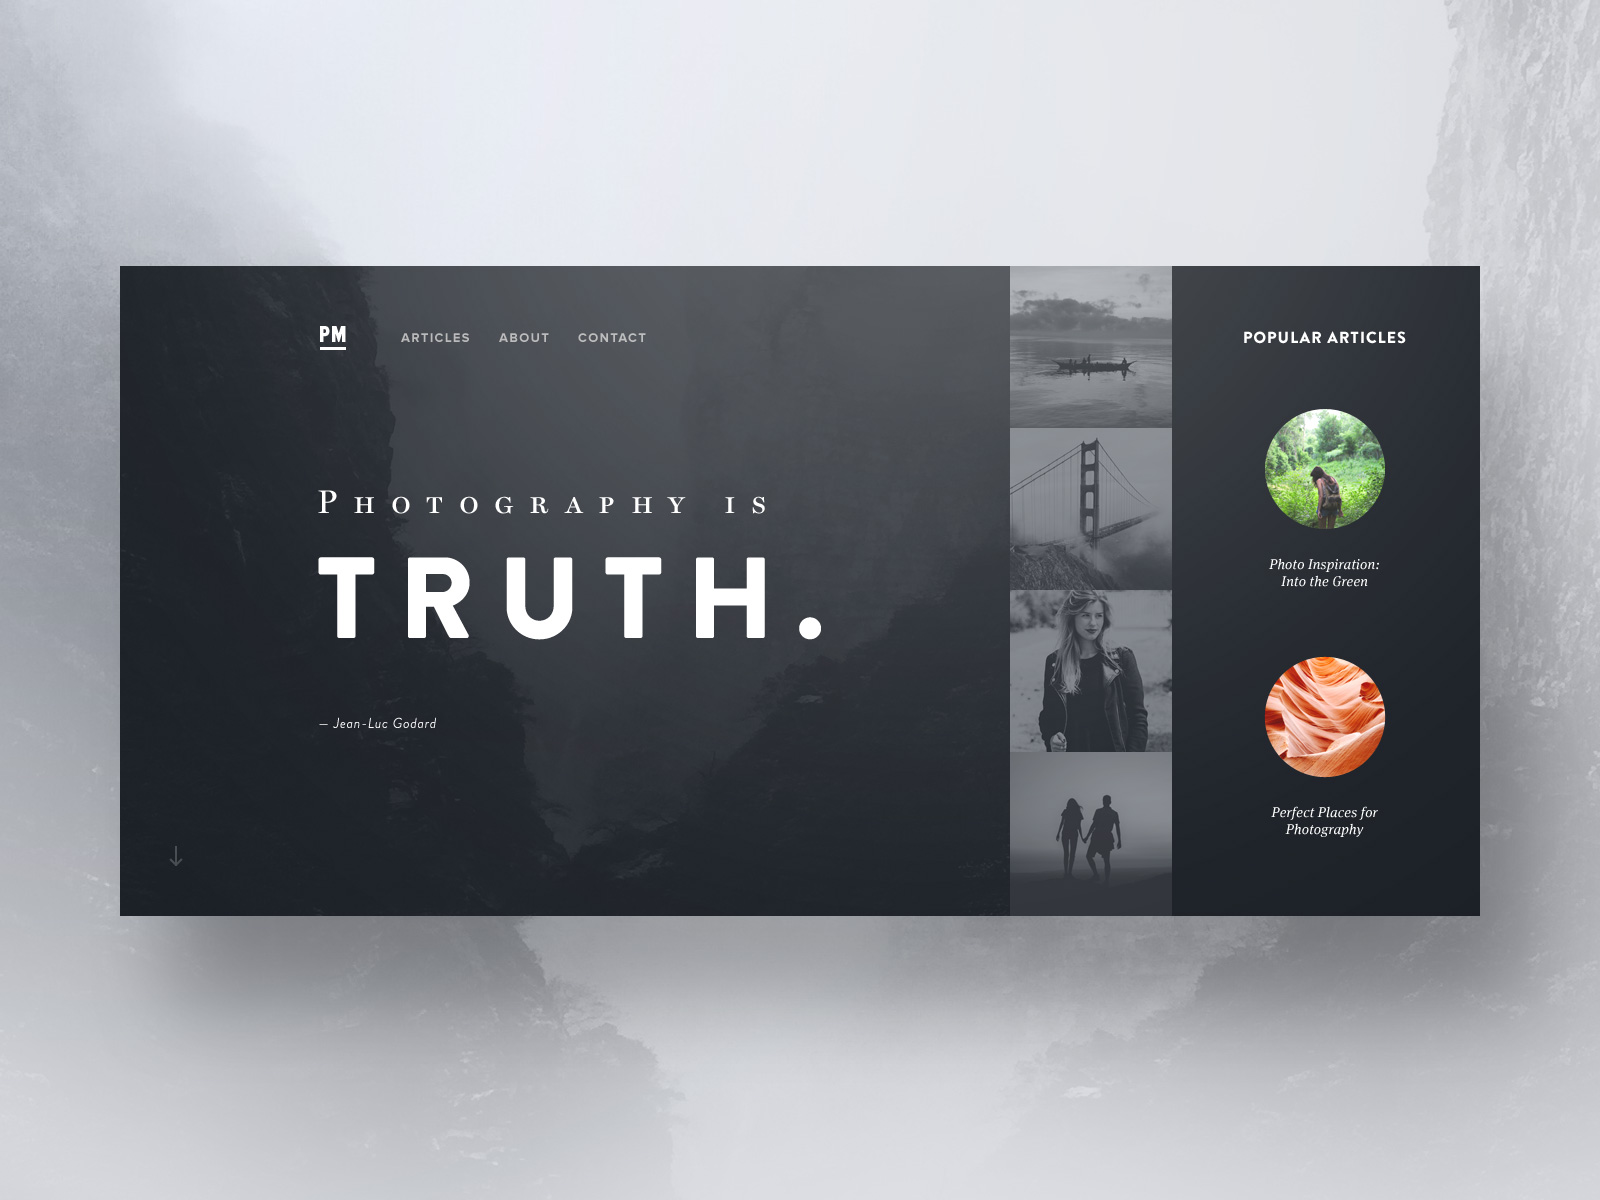 PM
ARTICLES ABOUT CONTACT
PHOTOGRAPHY IS
TRUTH.
— Jean-Luc Godard
POPULAR ARTICLES
Photo Inspiration:
Into the Green
Perfect Places for
Photography